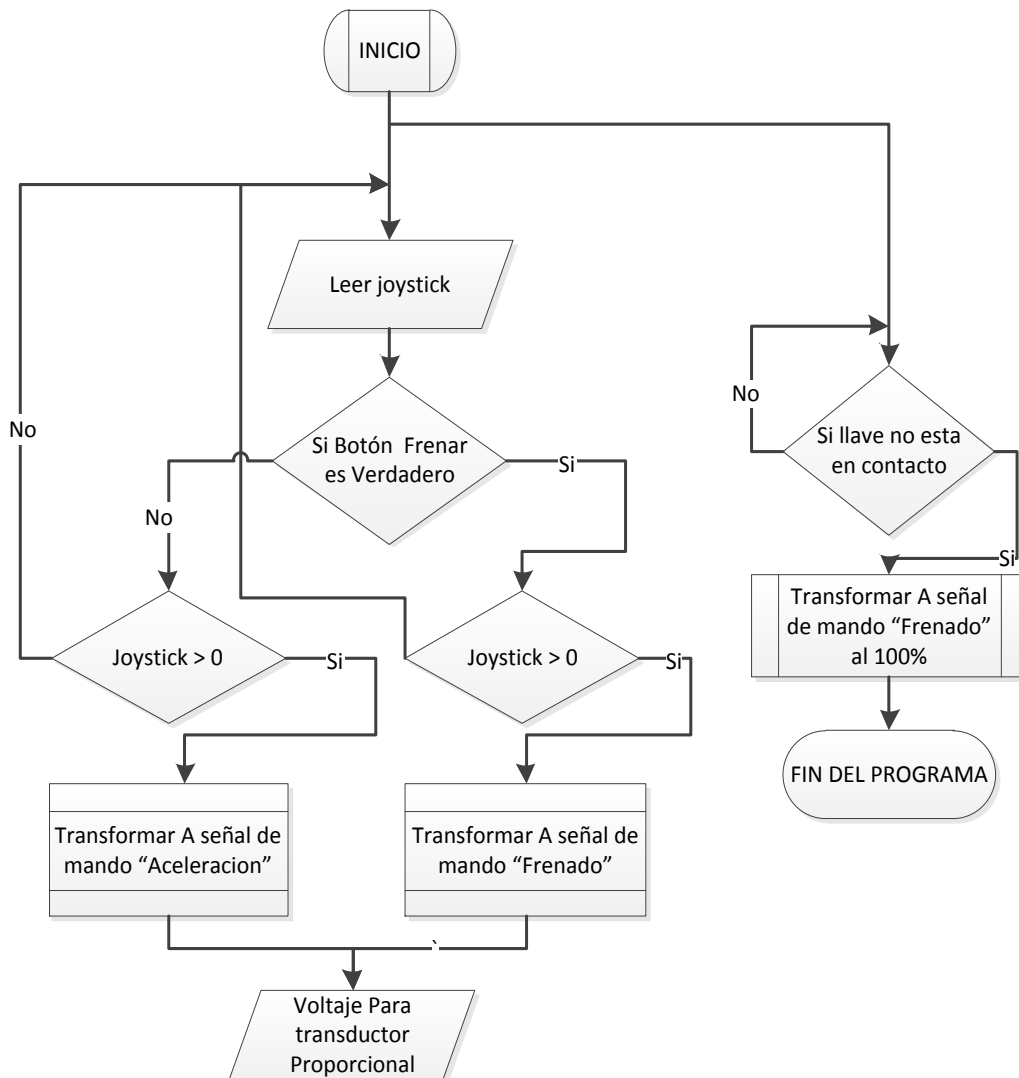 INICIO
Leer joystick
No
Si Botón Frenar
es Verdadero
Si
No
No
Si llave no esta
en contacto
Si
Joystick > 0
Si
Joystick > 0
Si
Transformar A señal
de mando “Frenado”
al 100%
FIN DEL PROGRAMA
Transformar A señal de
mando “Aceleracion”
Transformar A señal de
mando “Frenado”
`
Voltaje Para
transductor
Proporcional